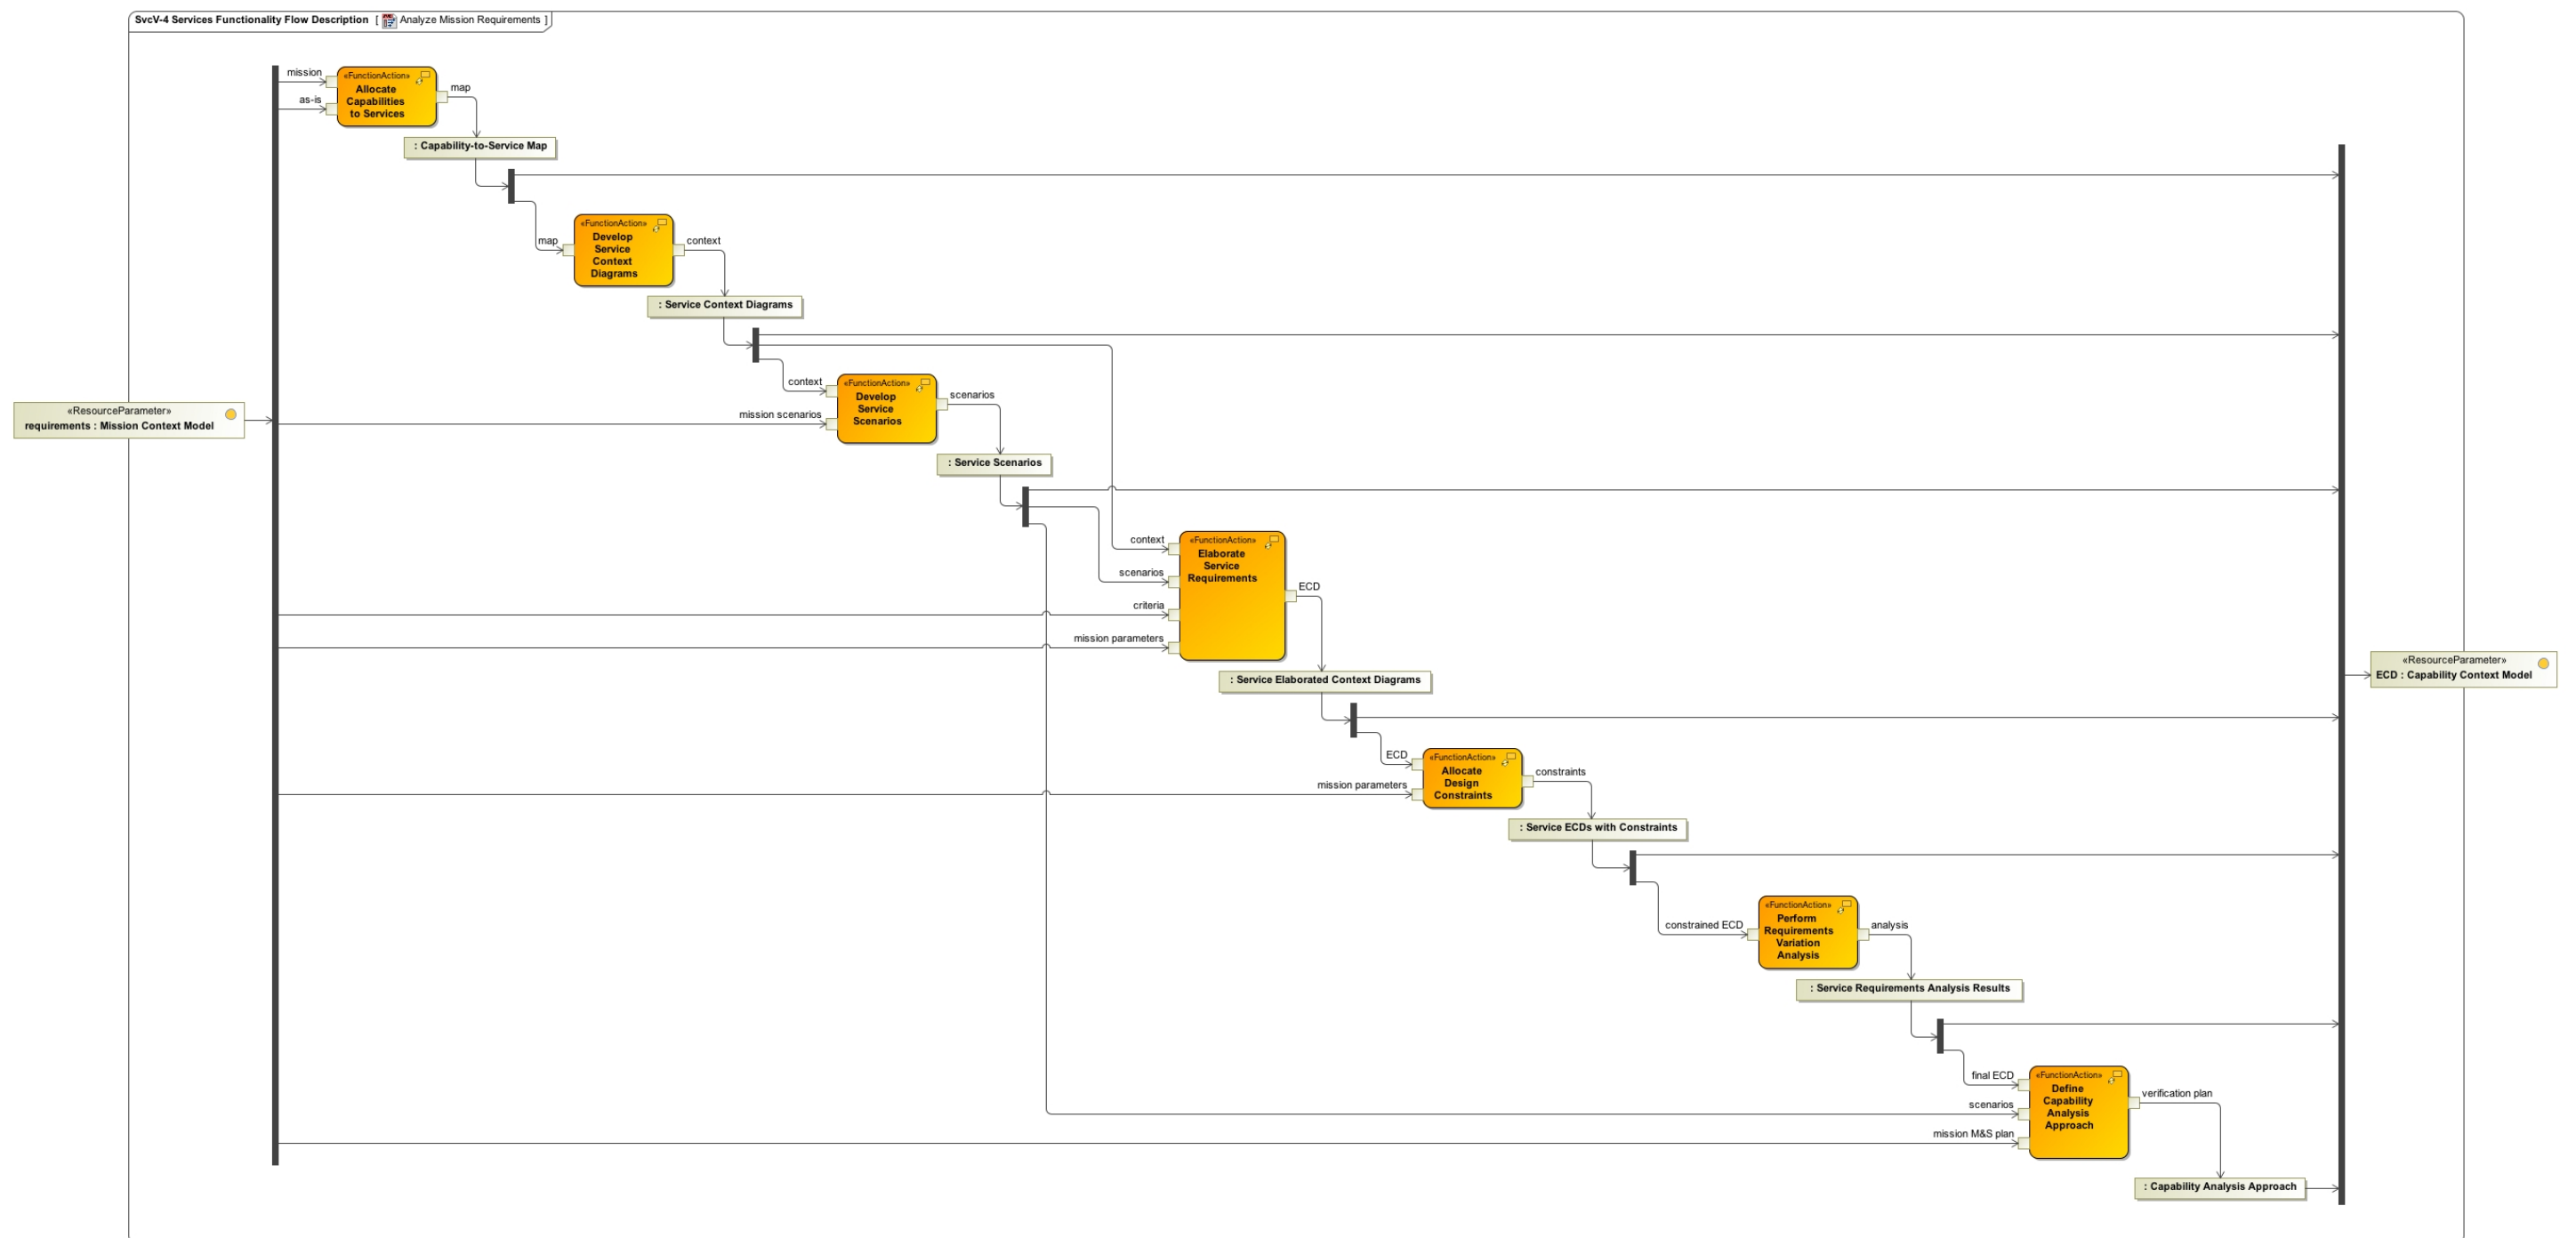 SvcV-4 Services Functionality Flow Description [ Analyze Mission Requirements ]
mission
as-is
«FunctionAction»
Allocate
Capabilities
to Services
map
: Capability-to-Service Map
map
«FunctionAction»
Develop
Service
Context
Diagrams
context
: Service Context Diagrams
context
mission scenarios
«FunctionAction»
Develop
Service
Scenarios
scenarios
«ResourceParameter»
requirements : Mission Context Model
: Service Scenarios
context
scenarios
criteria
mission parameters
«FunctionAction»
Elaborate
Service
Requirements
ECD
: Service Elaborated Context Diagrams
«ResourceParameter»
ECD : Capability Context Model
ECD
mission parameters
«FunctionAction»
Allocate
Design
Constraints
constraints
: Service ECDs with Constraints
constrained ECD
«FunctionAction»
Perform
Requirements
Variation
Analysis
analysis
: Service Requirements Analysis Results
final ECD
scenarios
mission M&S plan
«FunctionAction»
Define
Capability
Analysis
Approach
verification plan
: Capability Analysis Approach